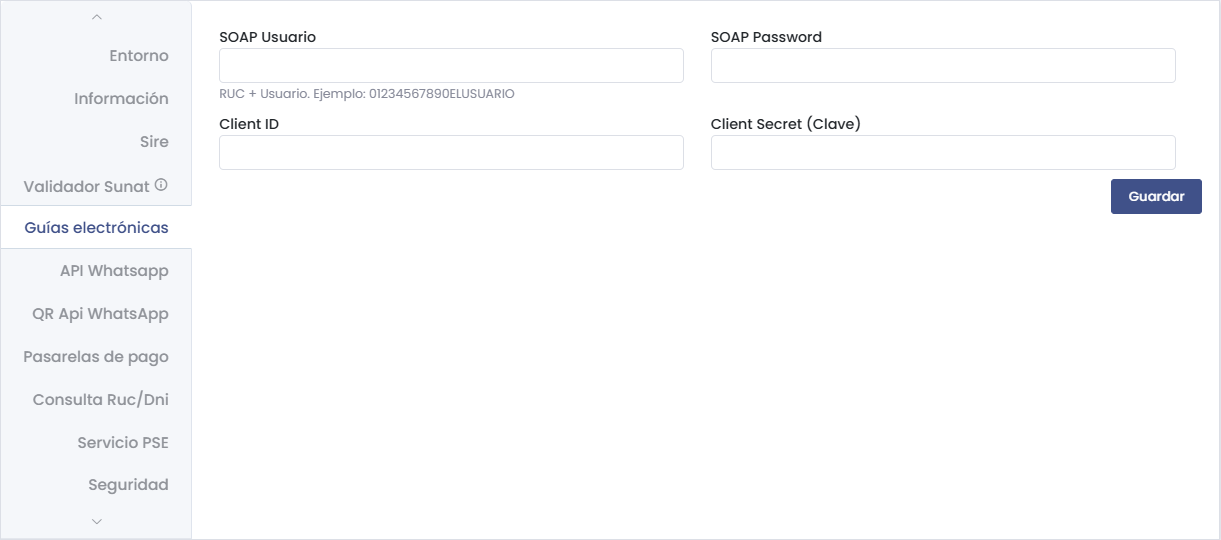 Entorno
Información
Sire
Validador Sunat
Guías electrónicas
API Whatsapp
QR Api WhatsApp
Pasarelas de pago
Consulta Ruc/Dni
Servicio PSE
Seguridad
SOAP Usuario
SOAP Password
RUC + Usuario. Ejemplo: 01234567890ELUSUARIO
Client ID
Client Secret (Clave)
Guardar